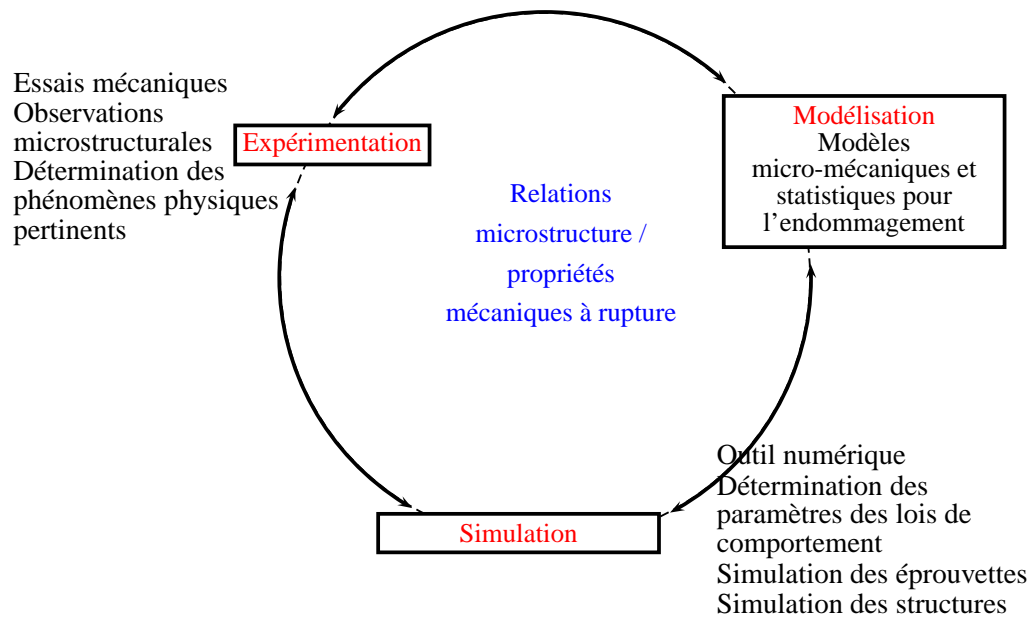 Essais mécaniques
Observations
microstructurales
Détermination des
phénomènes physiques
pertinents
Expérimentation
Modélisation
Modèles
micro-mécaniques et
statistiques pour
l’endommagement
Relations
microstructure /
propriétés
mécaniques à rupture
Simulation
Outil numérique
Détermination des
paramètres des lois de
comportement
Simulation des éprouvettes
Simulation des structures